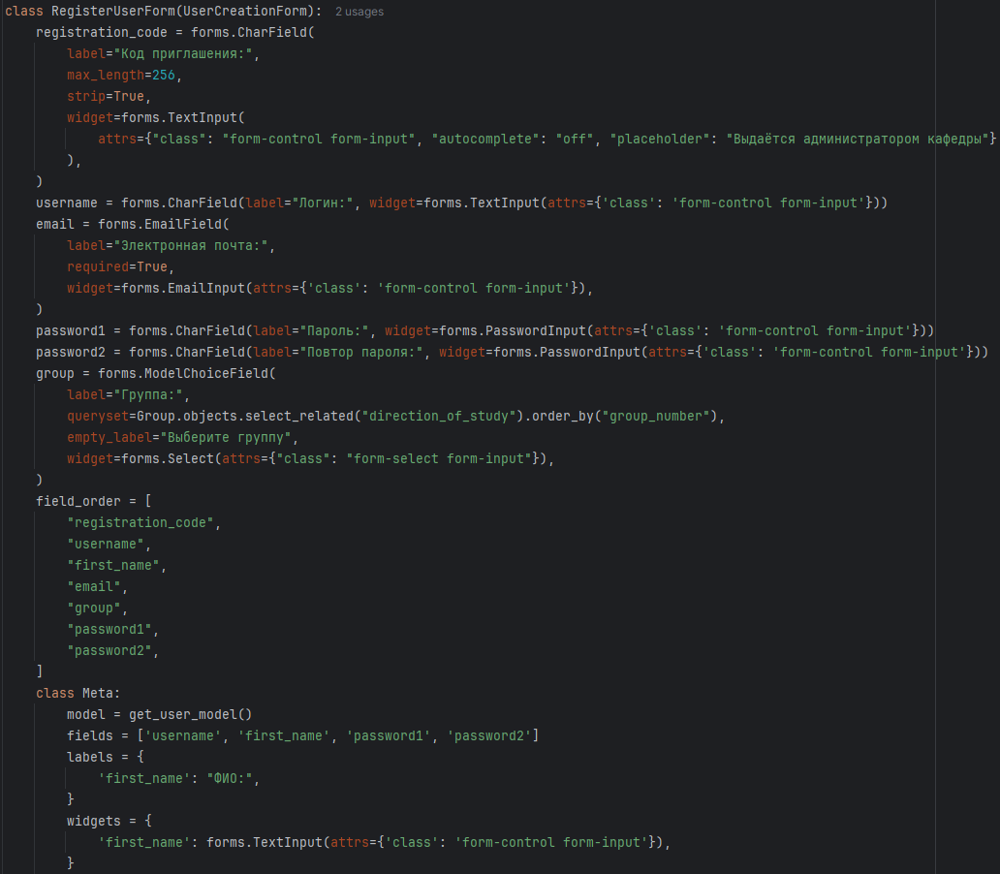 class RegisterUserForm(UserCreationForm):  2 usages
    registration_code = forms.CharField(
        label="Код приглашения:",
        max_length=256,
        strip=True,
        widget=forms.TextInput(
            attrs={"class": "form-control form-input", "autocomplete": "off", "placeholder": "Выдаётся администратором кафедры"}
        ),
    )
    username = forms.CharField(label="Логин:", widget=forms.TextInput(attrs={'class': 'form-control form-input'}))
    email = forms.EmailField(
        label="Электронная почта:",
        required=True,
        widget=forms.EmailInput(attrs={'class': 'form-control form-input'}),
    )
    password1 = forms.CharField(label="Пароль:", widget=forms.PasswordInput(attrs={'class': 'form-control form-input'}))
    password2 = forms.CharField(label="Повтор пароля:", widget=forms.PasswordInput(attrs={'class': 'form-control form-input'}))
    group = forms.ModelChoiceField(
        label="Группа:",
        queryset=Group.objects.select_related("direction_of_study").order_by("group_number"),
        empty_label="Выберите группу",
        widget=forms.Select(attrs={"class": "form-select form-input"}),
    )
    field_order = [
        "registration_code",
        "username",
        "first_name",
        "email",
        "group",
        "password1",
        "password2",
    ]
    class Meta:
        model = get_user_model()
        fields = ['username', 'first_name', 'password1', 'password2']
        labels = {
            'first_name': "ФИО:",
        }
        widgets = {
            'first_name': forms.TextInput(attrs={'class': 'form-control form-input'}),
        }